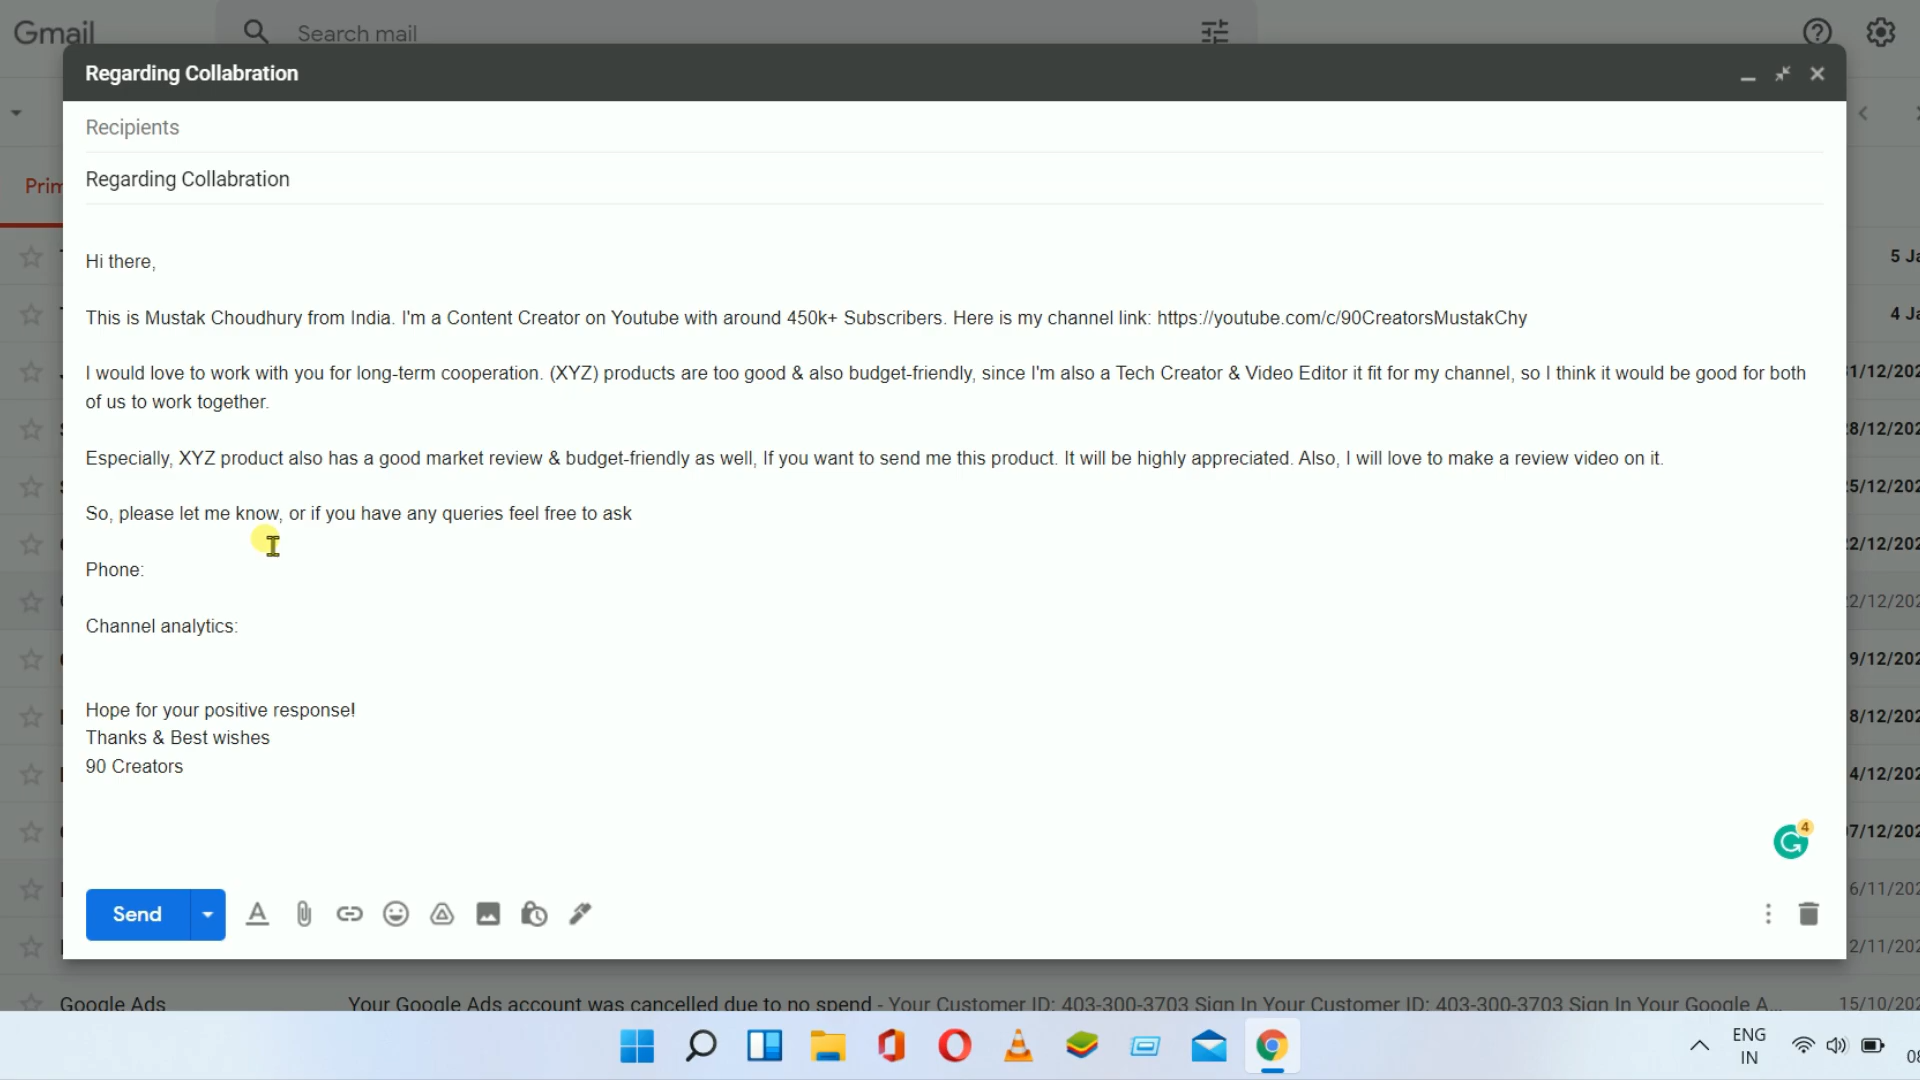 Gmail
Search mail
Regarding Collabration
Recipients
Regarding Collabration
Hi there,
This is Mustak Choudhury from India. I'm a Content Creator on Youtube with around 450k+ Subscribers. Here is my channel link: https://youtube.com/c/90CreatorsMustakChy
I would love to work with you for long-term cooperation. (XYZ) products are too good & also budget-friendly, since I'm also a Tech Creator & Video Editor it fit for my channel, so I think it would be good for both
of us to work together.
Especially, XYZ product also has a good market review & budget-friendly as well, If you want to send me this product. It will be highly appreciated. Also, I will love to make a review video on it.
So, please let me know, or if you have any queries feel free to ask
Phone:
Channel analytics:
Hope for your positive response!
Thanks & Best wishes
90 Creators
4
Send
Google Ads Your Google Ads account was cancelled due to no spend - Your Customer ID: 403-300-3703 Sign In Your Customer ID: 403-300-3703 Sign In Your Google A...
ENG
IN